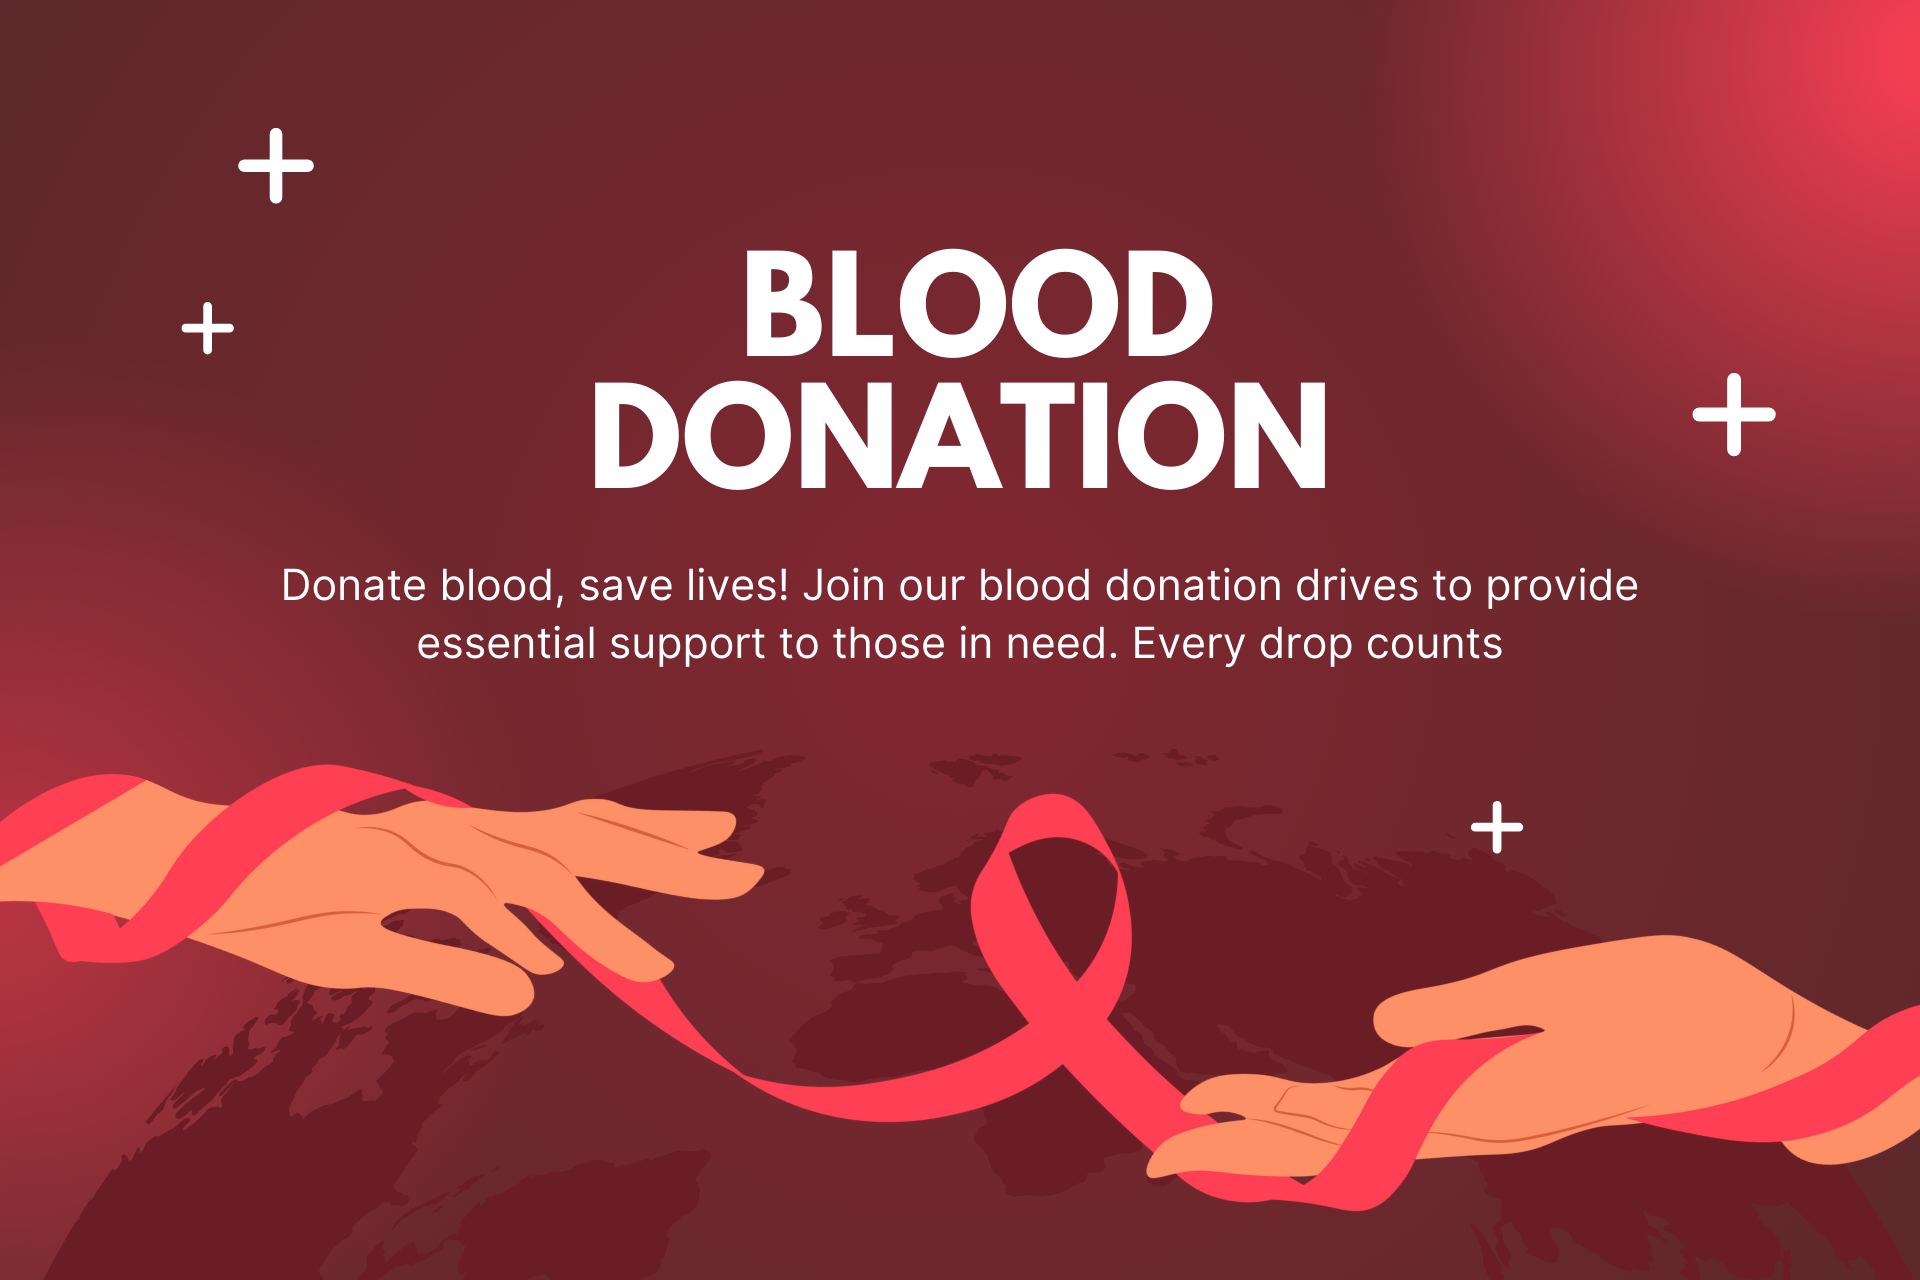 BLOOD
DONATION
Donate blood, save lives! Join our blood donation drives to provide
essential support to those in need. Every drop counts